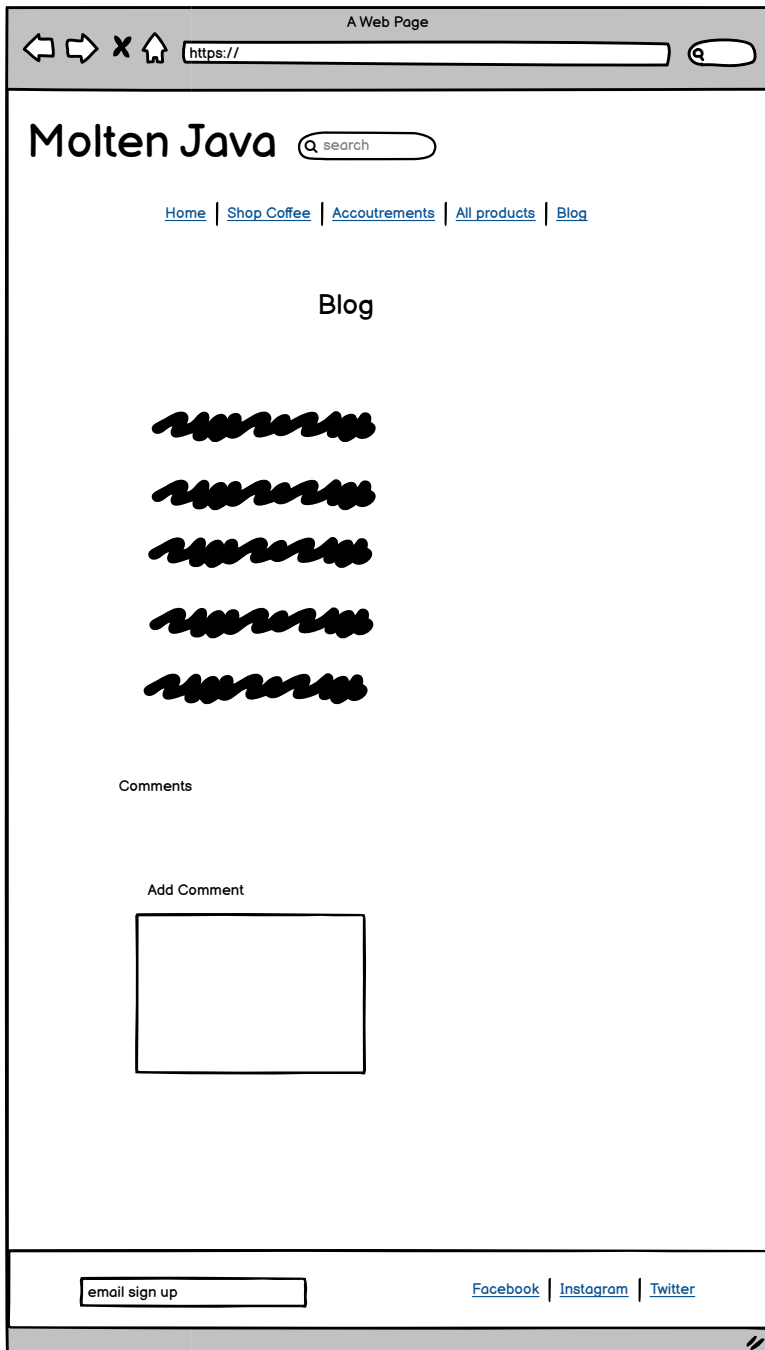 A Web Page
https://
Molten Java
search
Home | Shop Coffee | Accoutrements | All products | Blog
Blog
Comments
Add Comment
email sign up
Facebook | Instagram | Twitter